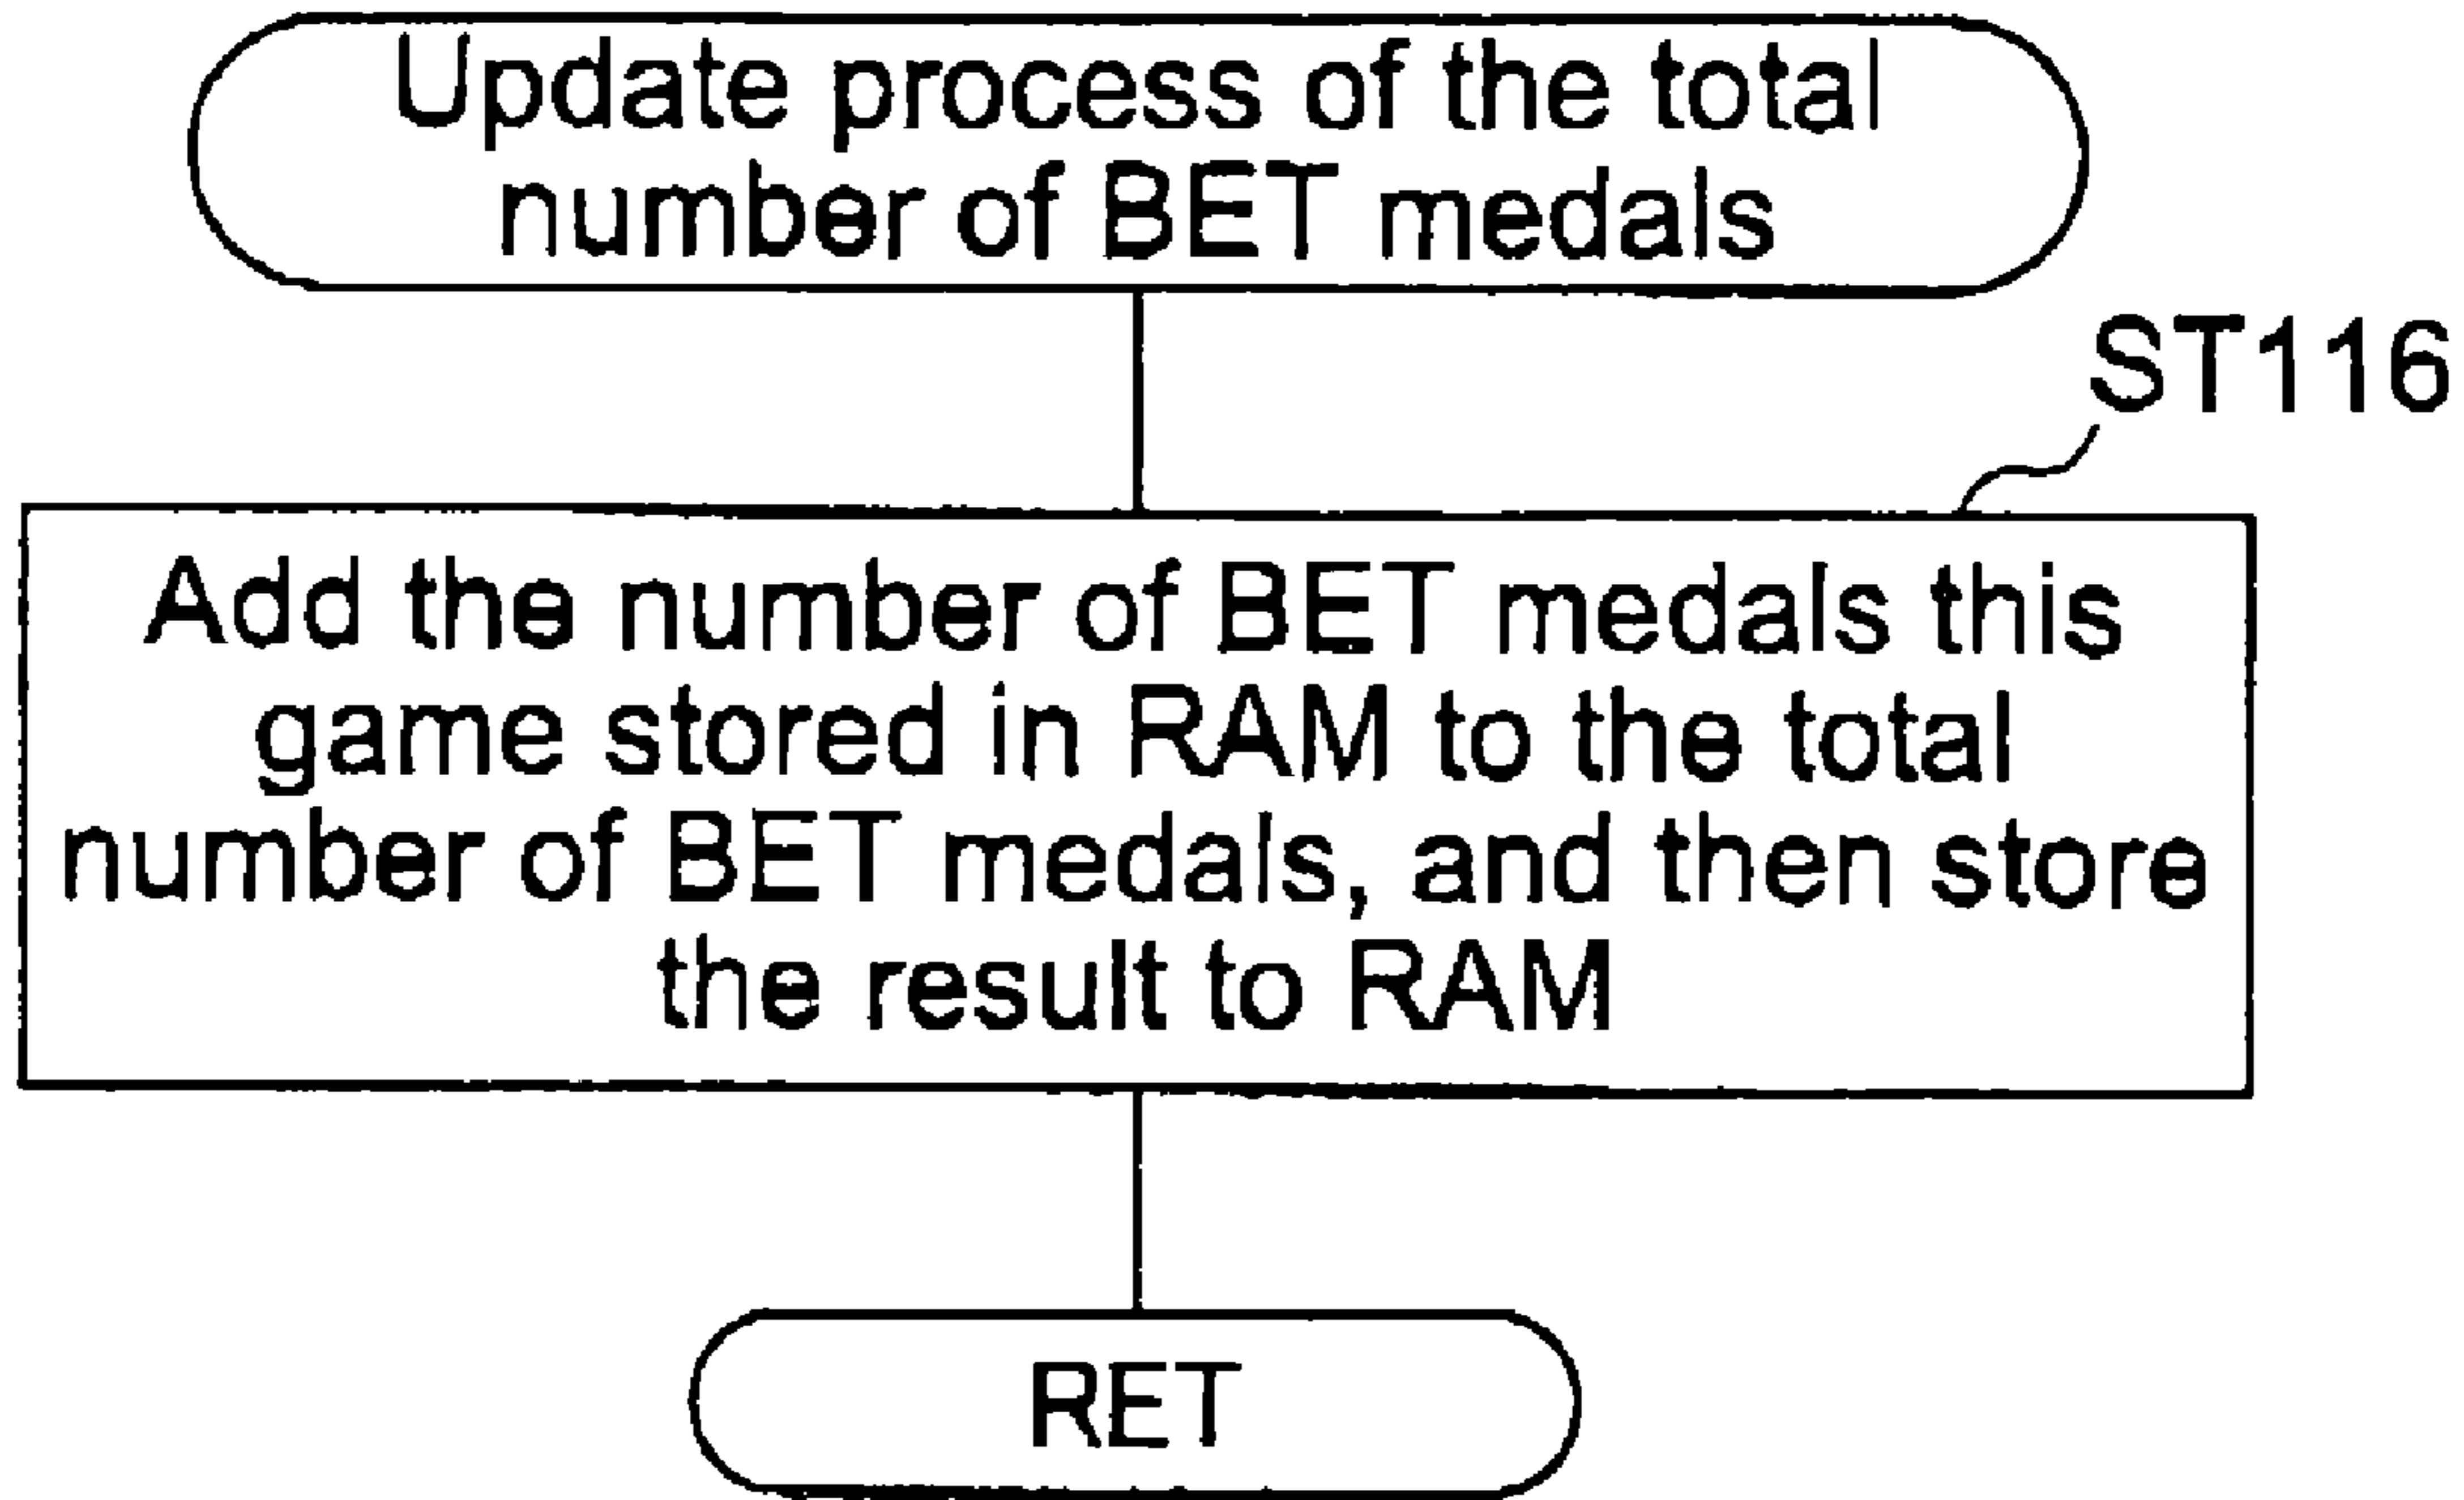 Update process of the total
number of BET medals
ST116
Add the number of BET medals this
game stored in RAM to the total
number of BET medals, and then store
the result to RAM
RET